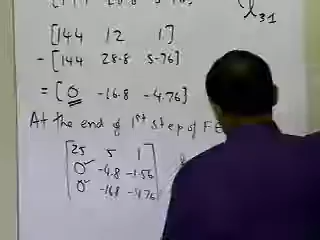 l31
[144 12 1]
- [144 28.8 5.76]
= [0 -16.8 -4.76]
At the end of 1st step of FE
[25 5 1
0 -4.8 -1.56
0 -16.8 -4.76]